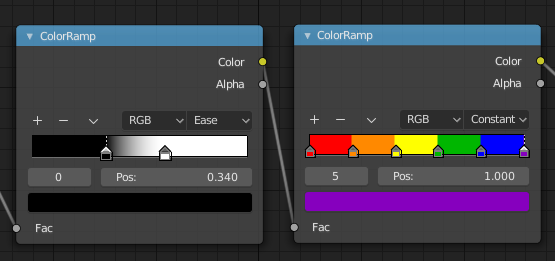 ColorRamp
Color
Alpha
+ − RGB Ease
0 Pos: 0.340
Fac
ColorRamp
Color
Alpha
+ − RGB Constant
5 Pos: 1.000
Fac